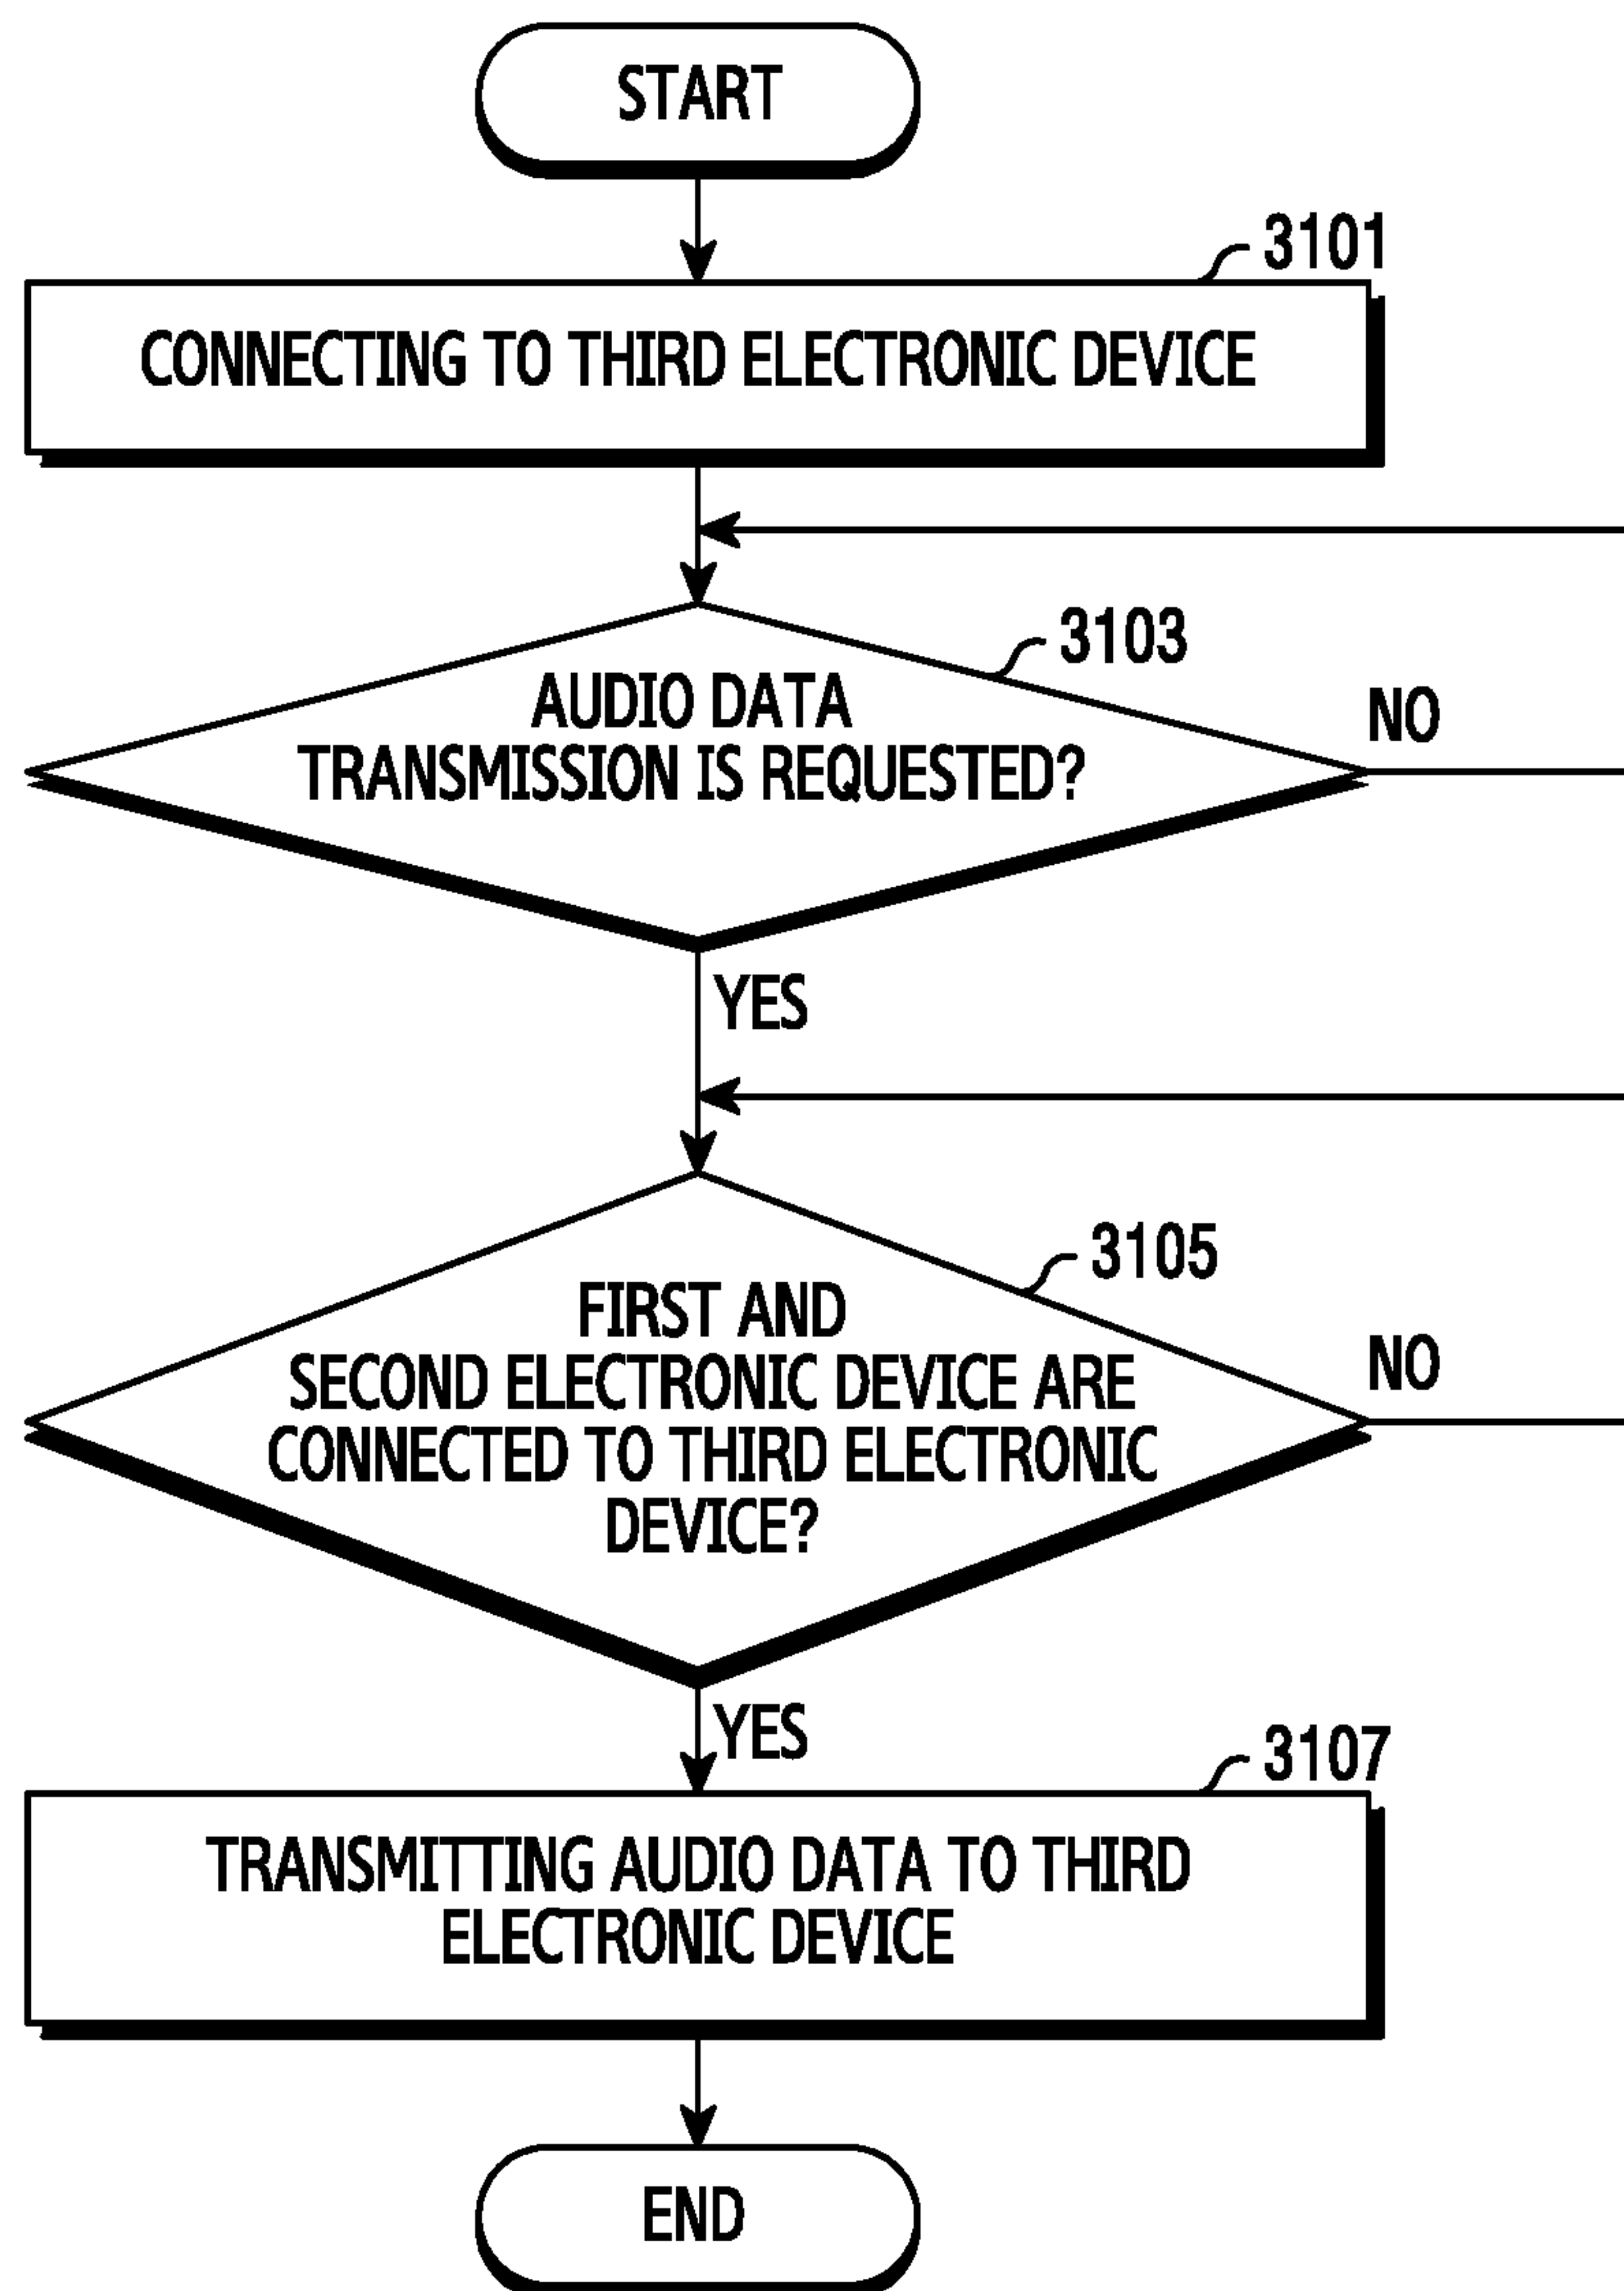 START
3101
CONNECTING TO THIRD ELECTRONIC DEVICE
3103
AUDIO DATA
TRANSMISSION IS REQUESTED?
NO
YES
3105
FIRST AND
SECOND ELECTRONIC DEVICE ARE
CONNECTED TO THIRD ELECTRONIC
DEVICE?
NO
YES
3107
TRANSMITTING AUDIO DATA TO THIRD
ELECTRONIC DEVICE
END